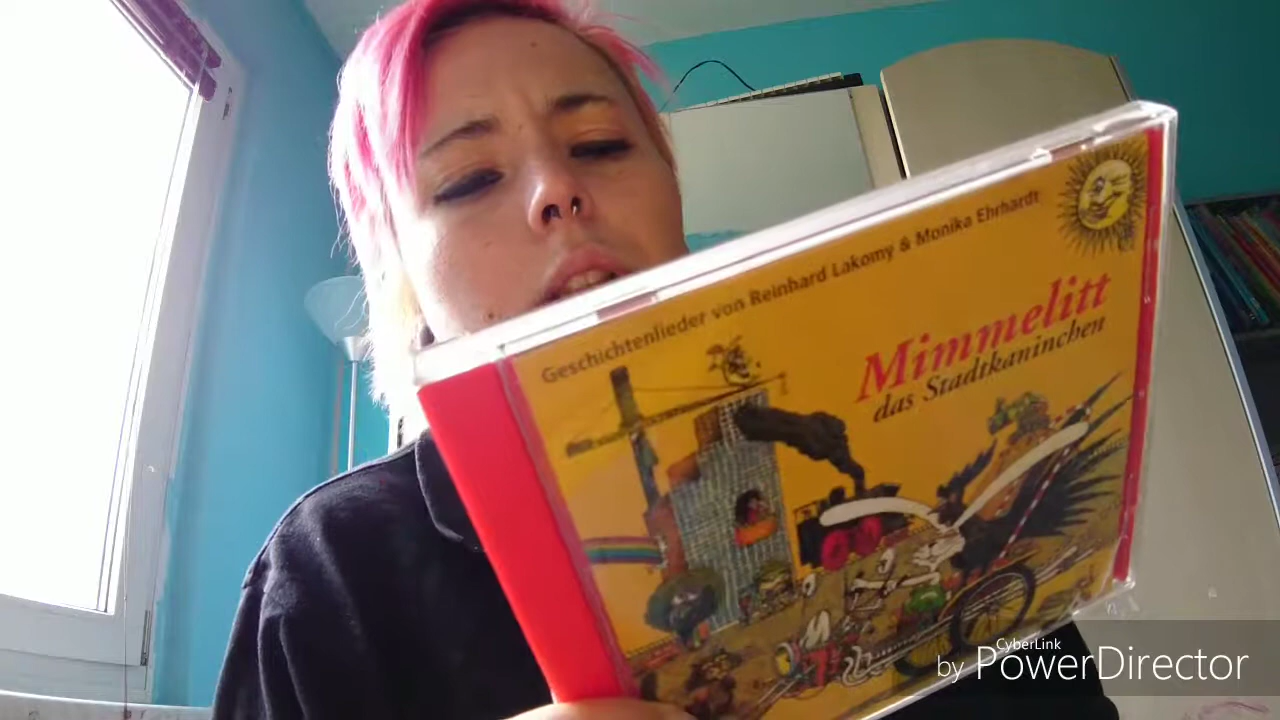 Geschichtenlieder von Reinhard Lakomy & Monika Ehrhardt
Mimmelitt
das Stadtkaninchen
CyberLink
by PowerDirector